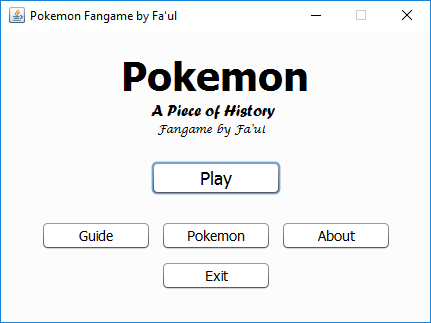 Pokemon Fangame by Fa'ul
Pokemon
A Piece of History
Fangame by Fa'ul
Play
Guide Pokemon About
Exit